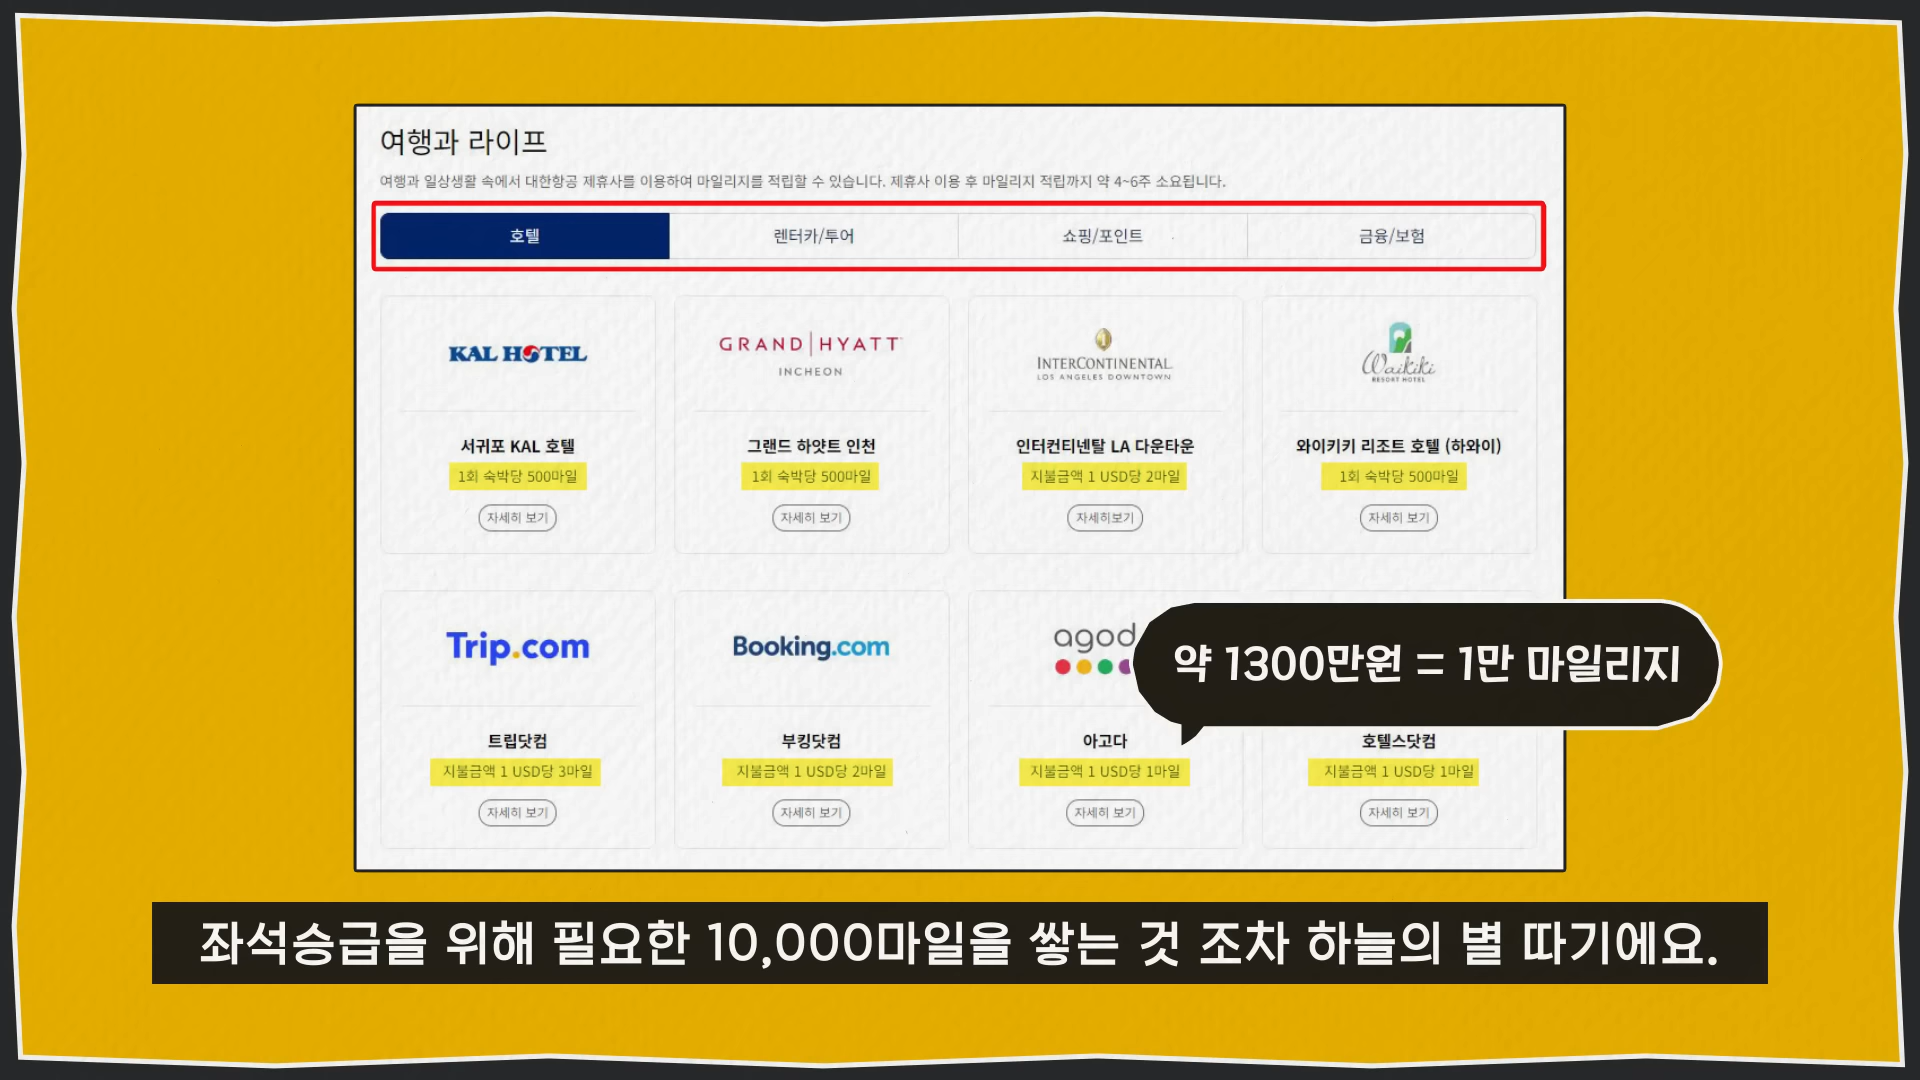 여행과 라이프
여행과 일상생활 속에서 대한항공 제휴사를 이용하여 마일리지를 적립할 수 있습니다. 제휴사 이용 후 마일리지 적립까지 약 4~6주 소요됩니다.
호텔
렌터카/투어
쇼핑/포인트
금융/보험
KAL HOTEL
서귀포 KAL 호텔
1회 숙박당 500마일
자세히 보기
GRAND HYATT
INCHEON
그랜드 하얏트 인천
1회 숙박당 500마일
자세히 보기
INTERCONTINENTAL
LOS ANGELES DOWNTOWN
인터컨티넨탈 LA 다운타운
지불금액 1 USD당 2마일
자세히보기
Waikiki
RESORT HOTEL
와이키키 리조트 호텔 (하와이)
1회 숙박당 500마일
자세히 보기
Trip.com
트립닷컴
지불금액 1 USD당 3마일
자세히 보기
Booking.com
부킹닷컴
지불금액 1 USD당 2마일
자세히 보기
agod
아고다
지불금액 1 USD당 1마일
자세히 보기
호텔스닷컴
지불금액 1 USD당 1마일
자세히 보기
약 1300만원 = 1만 마일리지
좌석승급을 위해 필요한 10,000마일을 쌓는 것 조차 하늘의 별 따기에요.